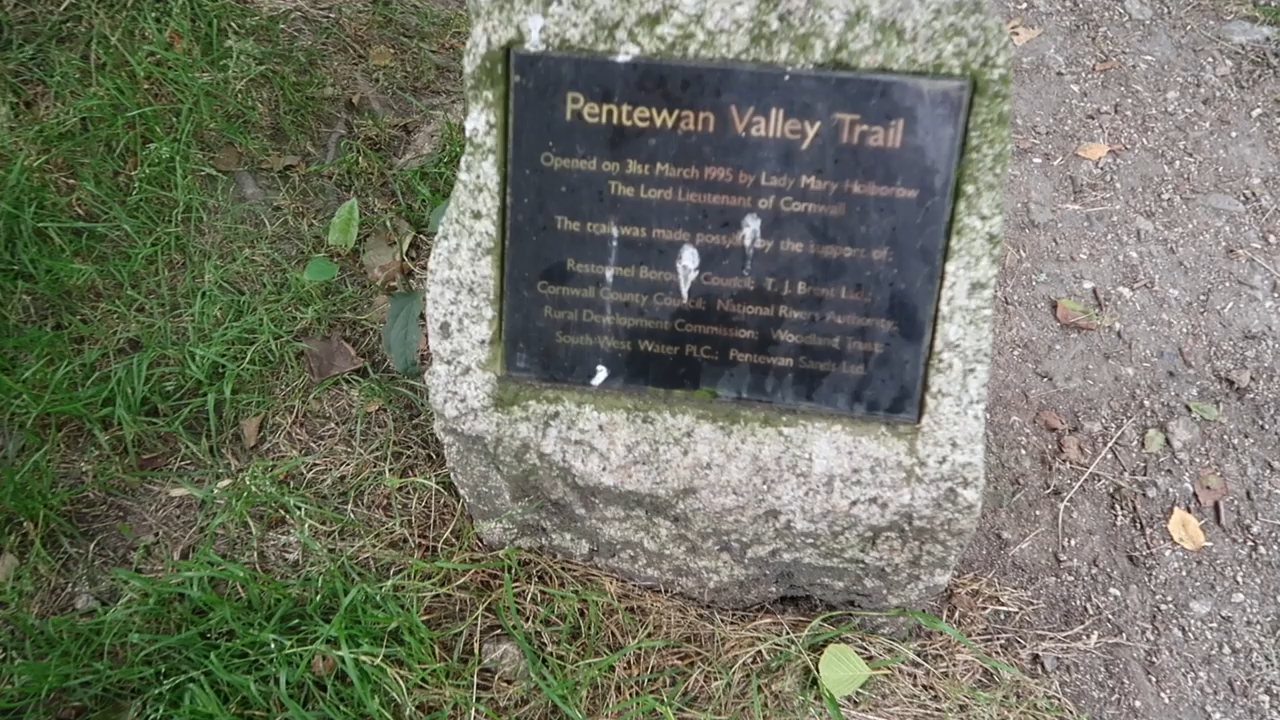 Pentewan Valley Trail
Opened on 31st March 1995 by Lady Mary Holborow
The Lord Lieutenant of Cornwall
The trail was made possible by the support of:
Restormel Borough Council; T. J. Brent Ltd.;
Cornwall County Council; National Rivers Authority;
Rural Development Commission; Woodland Trust;
South West Water PLC.; Pentewan Sands Ltd.